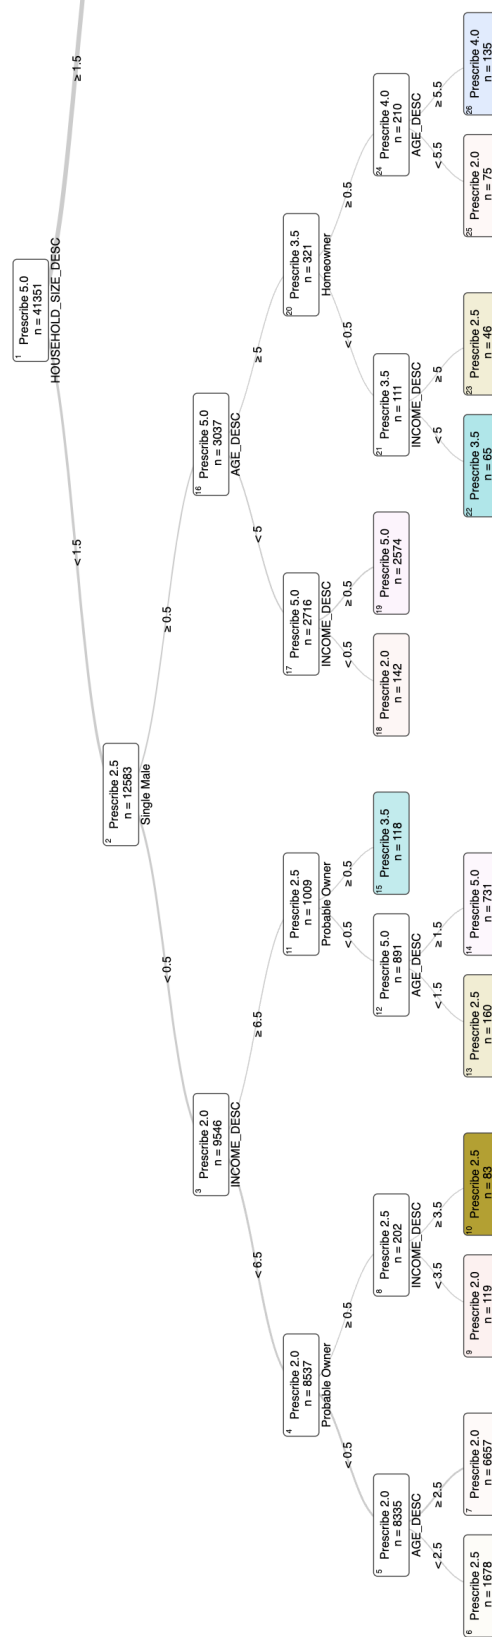 1
Prescribe 5.0
n = 41351
HOUSEHOLD_SIZE_DESC
< 1.5
≥ 1.5
2
Prescribe 2.5
n = 12583
Single Male
< 0.5
≥ 0.5
3
Prescribe 2.0
n = 9546
INCOME_DESC
< 6.5
≥ 6.5
16
Prescribe 5.0
n = 3037
AGE_DESC
< 5
≥ 5
4
Prescribe 2.0
n = 8537
Probable Owner
< 0.5
≥ 0.5
11
Prescribe 2.5
n = 1009
Probable Owner
< 0.5
≥ 0.5
17
Prescribe 5.0
n = 2716
INCOME_DESC
< 0.5
≥ 0.5
20
Prescribe 3.5
n = 321
Homeowner
< 0.5
≥ 0.5
5
Prescribe 2.0
n = 8335
AGE_DESC
< 2.5
≥ 2.5
8
Prescribe 2.5
n = 202
INCOME_DESC
< 3.5
≥ 3.5
12
Prescribe 5.0
n = 891
AGE_DESC
< 1.5
≥ 1.5
15
Prescribe 3.5
n = 118
18
Prescribe 2.0
n = 142
19
Prescribe 5.0
n = 2574
21
Prescribe 3.5
n = 111
INCOME_DESC
< 5
≥ 5
24
Prescribe 4.0
n = 210
AGE_DESC
< 5.5
≥ 5.5
6
Prescribe 2.5
n = 1678
7
Prescribe 2.0
n = 6657
9
Prescribe 2.0
n = 119
10
Prescribe 2.5
n = 83
13
Prescribe 2.5
n = 160
14
Prescribe 5.0
n = 731
22
Prescribe 3.5
n = 65
23
Prescribe 2.5
n = 46
25
Prescribe 2.0
n = 75
26
Prescribe 4.0
n = 135